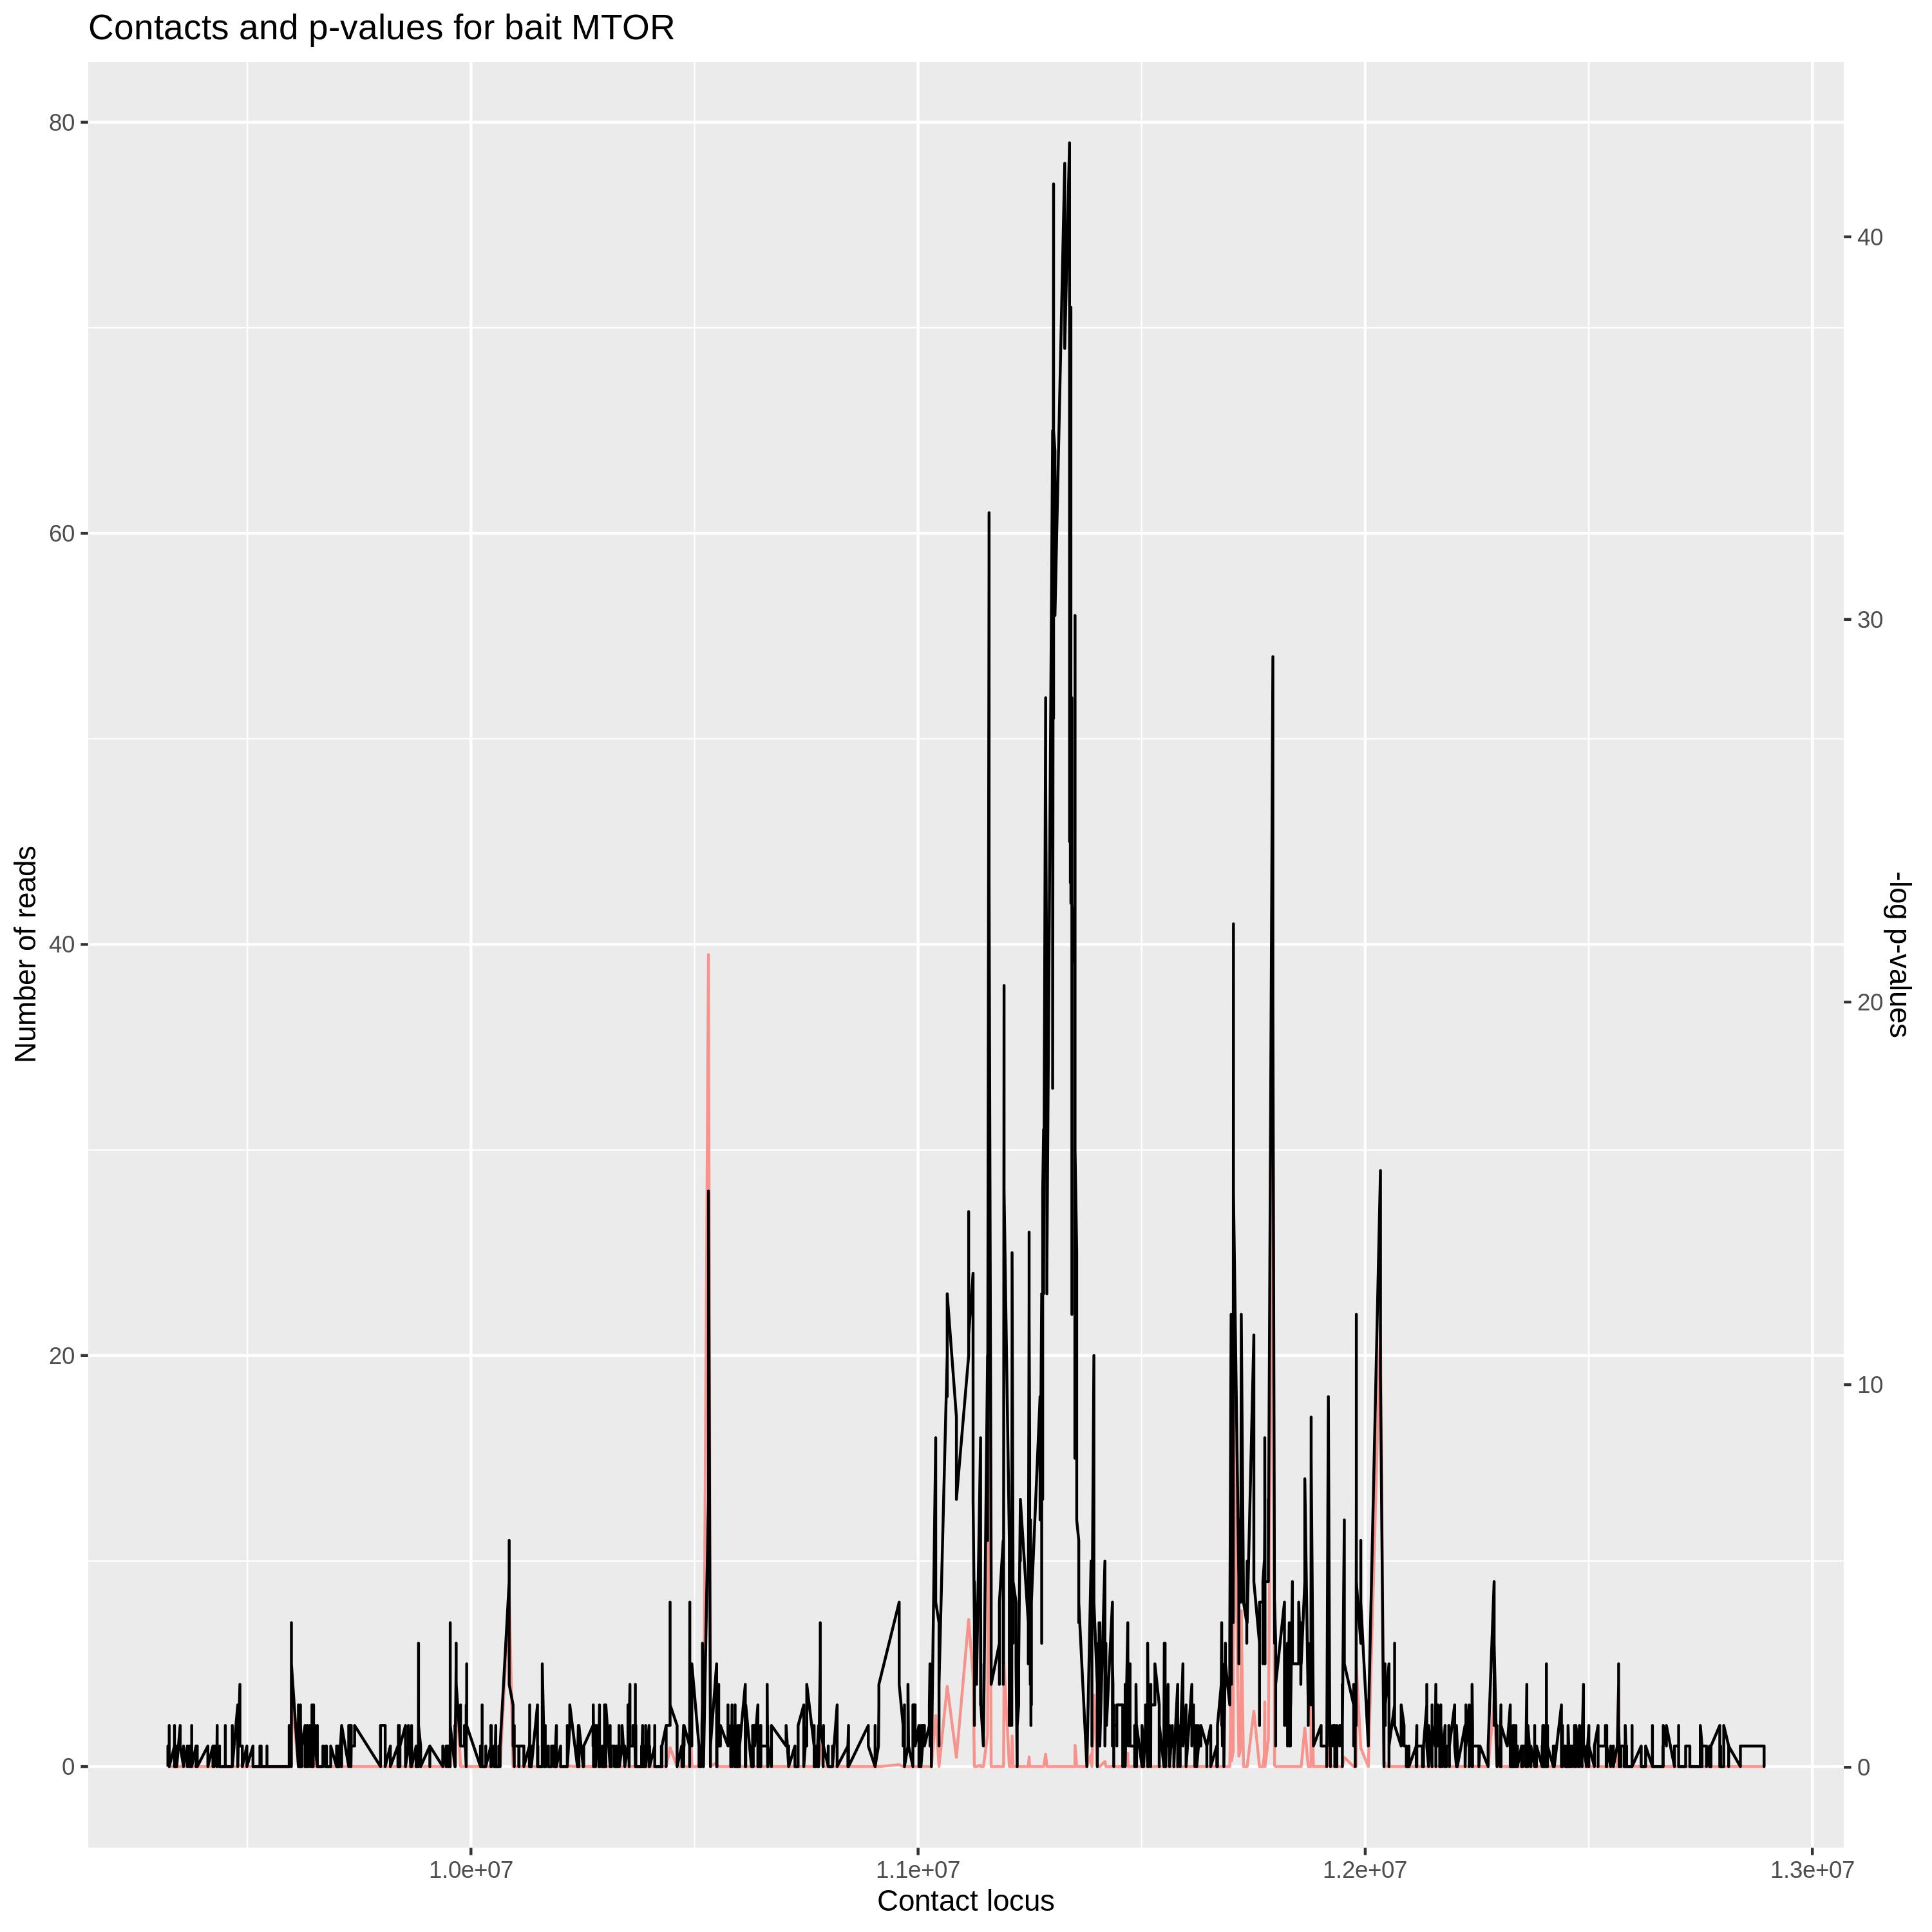 Contacts and p-values for bait MTOR
80
60
40
20
0
Number of reads
40
30
20
10
0
-log p-values
1.0e+07
1.1e+07
1.2e+07
1.3e+07
Contact locus